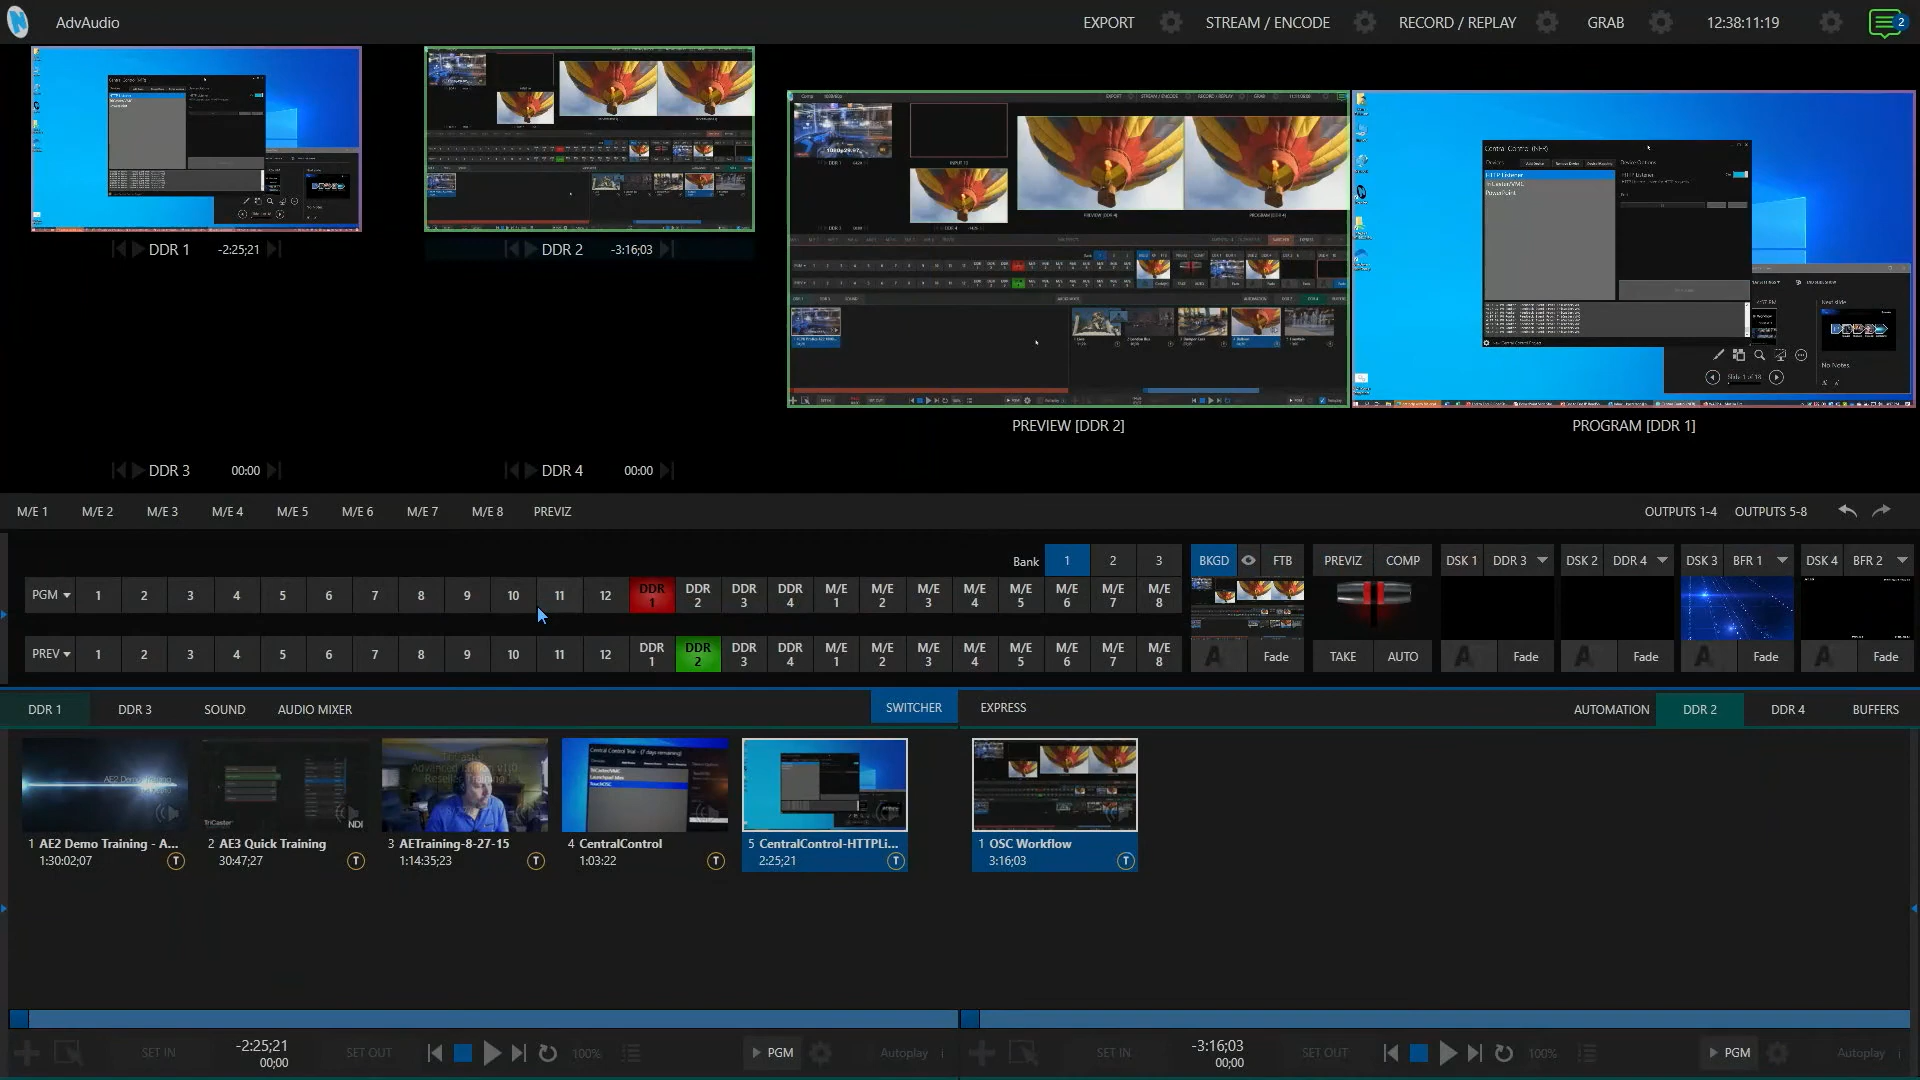 AdvAudio
EXPORT
STREAM / ENCODE
RECORD / REPLAY
GRAB
12:38:11:19
2
DDR 1 -2:25;21
DDR 2 -3:16;03
PREVIEW [DDR 2]
PROGRAM [DDR 1]
DDR 3 00:00
DDR 4 00:00
M/E 1 M/E 2 M/E 3 M/E 4 M/E 5 M/E 6 M/E 7 M/E 8 PREVIZ
OUTPUTS 1-4 OUTPUTS 5-8
Bank 1 2 3
BKGD FTB
PREVIZ COMP
DSK 1 DDR 3
DSK 2 DDR 4
DSK 3 BFR 1
DSK 4 BFR 2
PGM 1 2 3 4 5 6 7 8 9 10 11 12 DDR 1 DDR 2 DDR 3 DDR 4 M/E 1 M/E 2 M/E 3 M/E 4 M/E 5 M/E 6 M/E 7 M/E 8
PREV 1 2 3 4 5 6 7 8 9 10 11 12 DDR 1 DDR 2 DDR 3 DDR 4 M/E 1 M/E 2 M/E 3 M/E 4 M/E 5 M/E 6 M/E 7 M/E 8
A Fade TAKE AUTO A Fade A Fade A Fade A Fade
DDR 1 DDR 3 SOUND AUDIO MIXER
SWITCHER EXPRESS
AUTOMATION DDR 2 DDR 4 BUFFERS
1 AE2 Demo Training - A...
1:30:02;07 T
2 AE3 Quick Training
30:47;27 T
3 AETraining-8-27-15
1:14:35;23 T
4 CentralControl
1:03:22 T
5 CentralControl-HTTPLi...
2:25;21 T
1 OSC Workflow
3:16;03 T
SET IN -2:25;21 00;00 SET OUT 100% PGM Autoplay
SET IN -3:16;03 00;00 SET OUT 100% PGM Autoplay